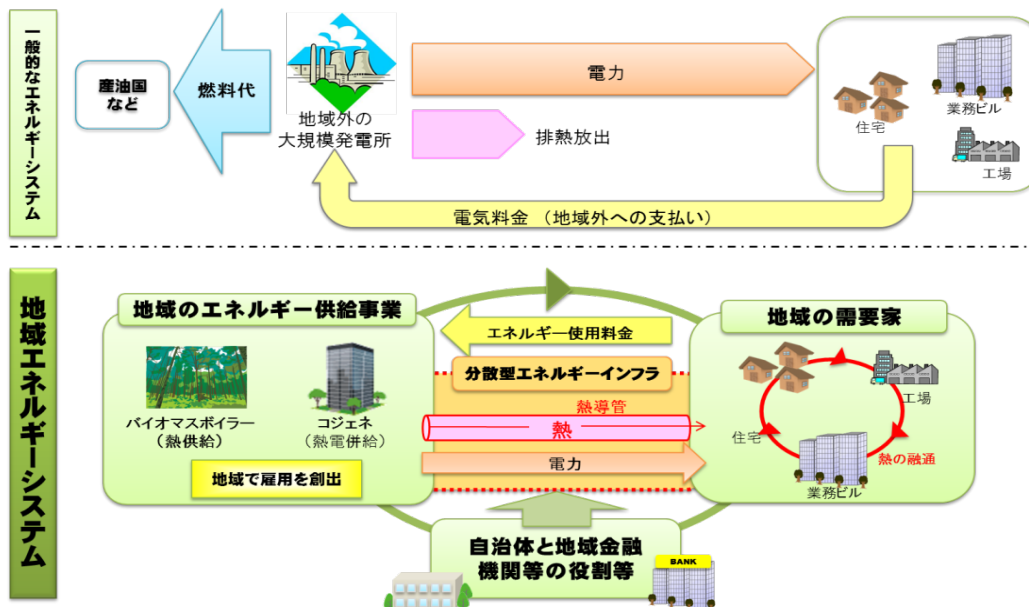 一般的なエネルギーシステム
産油国
など
燃料代
地域外の
大規模発電所
電力
排熱放出
住宅
業務ビル
工場
電気料金 （地域外への支払い）
地域エネルギーシステム
地域のエネルギー供給事業
バイオマスボイラー
（熱供給）
コジェネ
（熱電併給）
地域で雇用を創出
エネルギー使用料金
分散型エネルギーインフラ
熱導管
熱
電力
地域の需要家
工場
住宅
熱の融通
業務ビル
自治体と地域金融
機関等の役割等
BANK